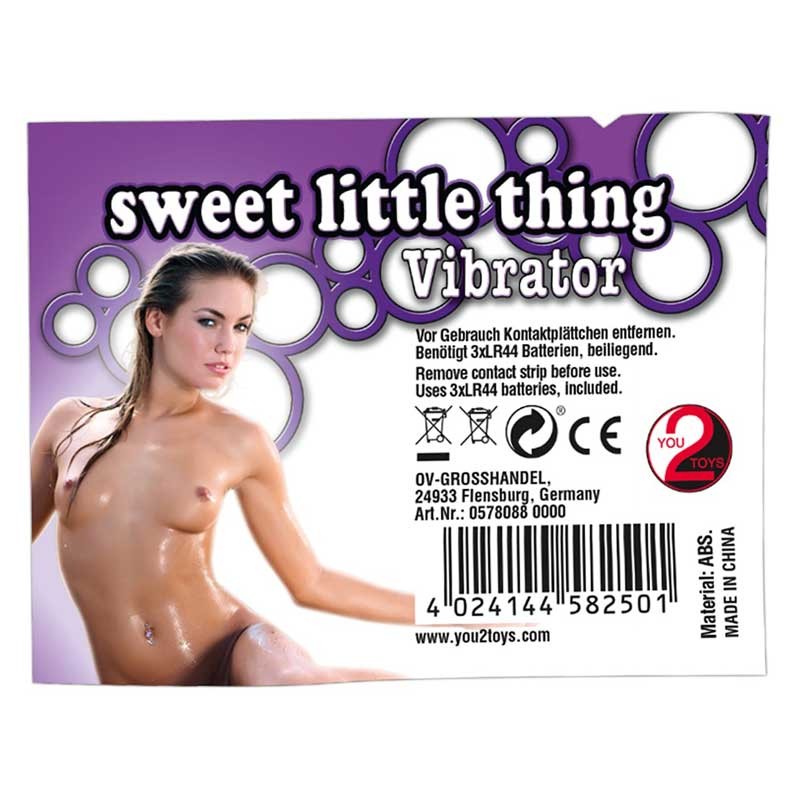 sweet little thing
Vibrator
Vor Gebrauch Kontaktplättchen entfernen.
Benötigt 3xLR44 Batterien, beiliegend.
Remove contact strip before use.
Uses 3xLR44 batteries, included.
®
CE
YOU
2
TOYS
OV-GROSSHANDEL,
24933 Flensburg, Germany
Art.Nr.: 0578088 0000
4 024144 582501
www.you2toys.com
Material: ABS.
MADE IN CHINA